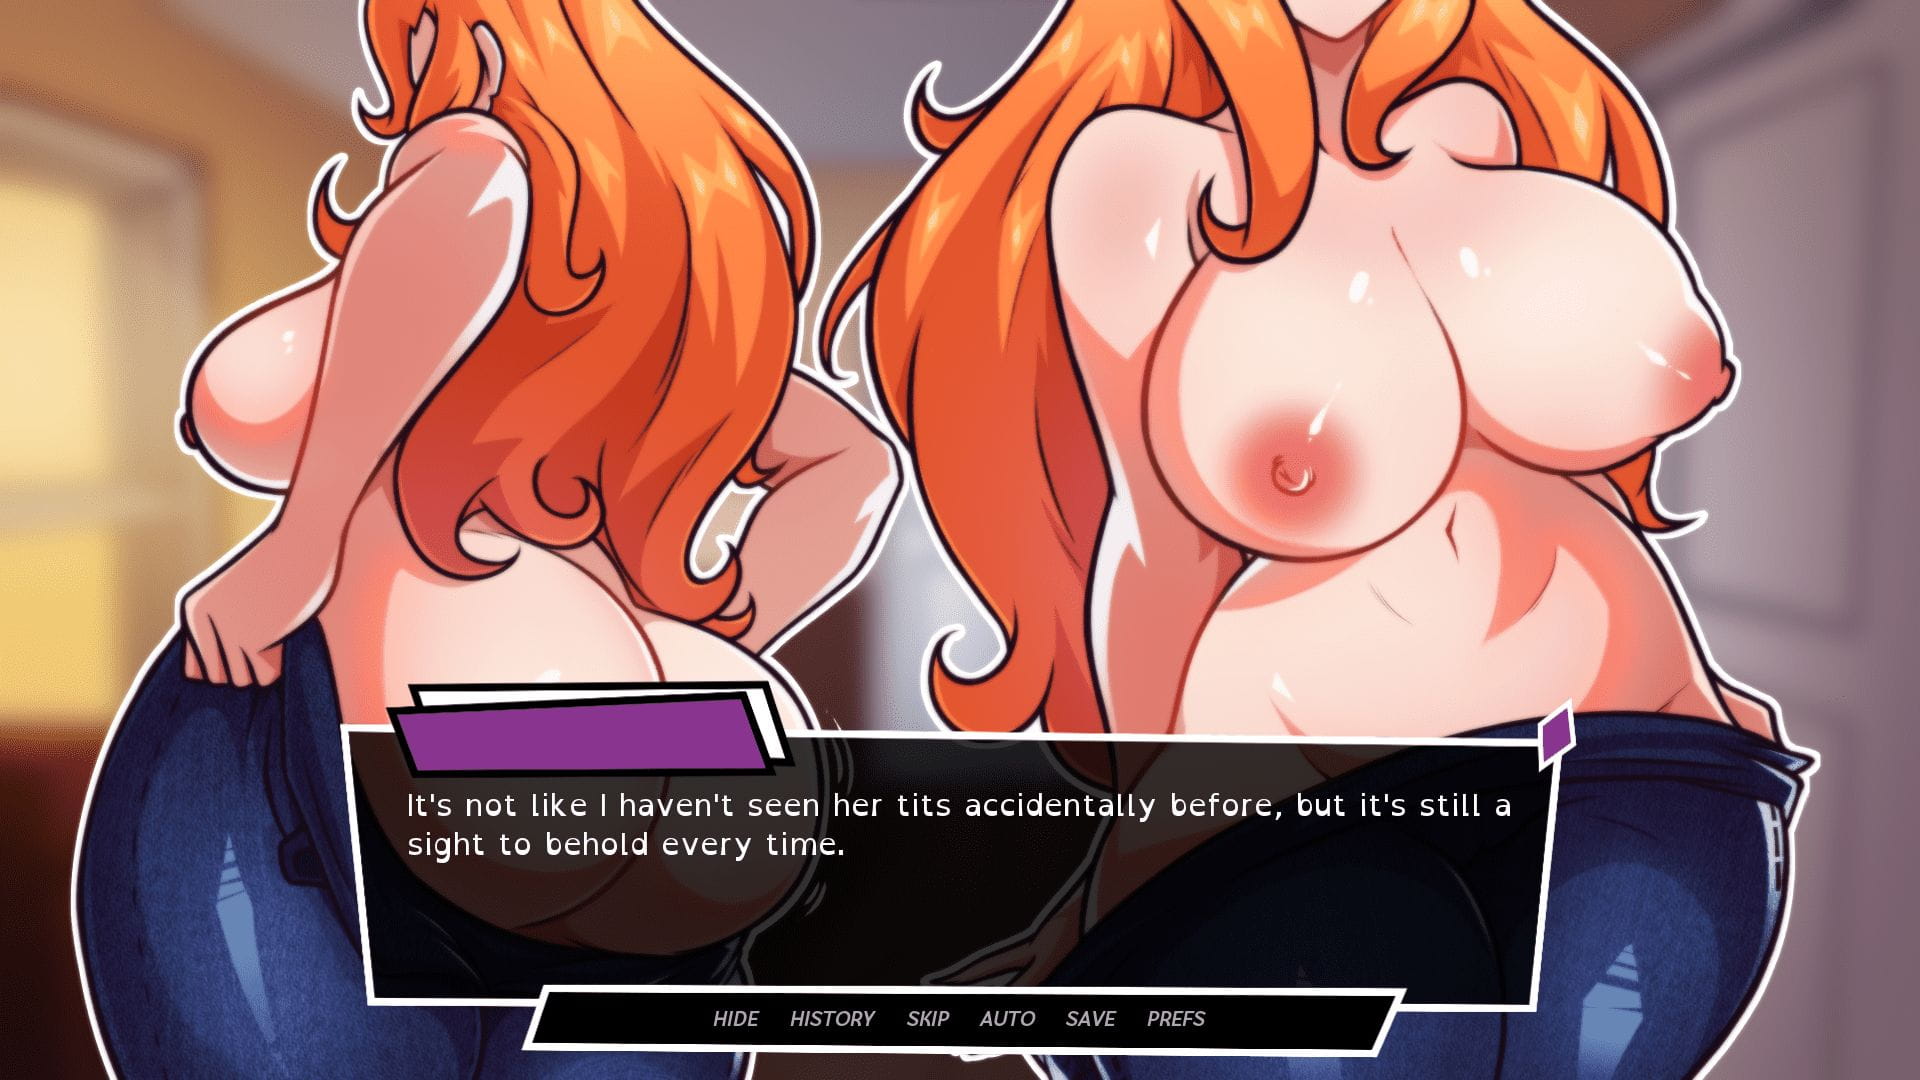 It's not like I haven't seen her tits accidentally before, but it's still a
sight to behold every time.
HIDE HISTORY SKIP AUTO SAVE PREFS